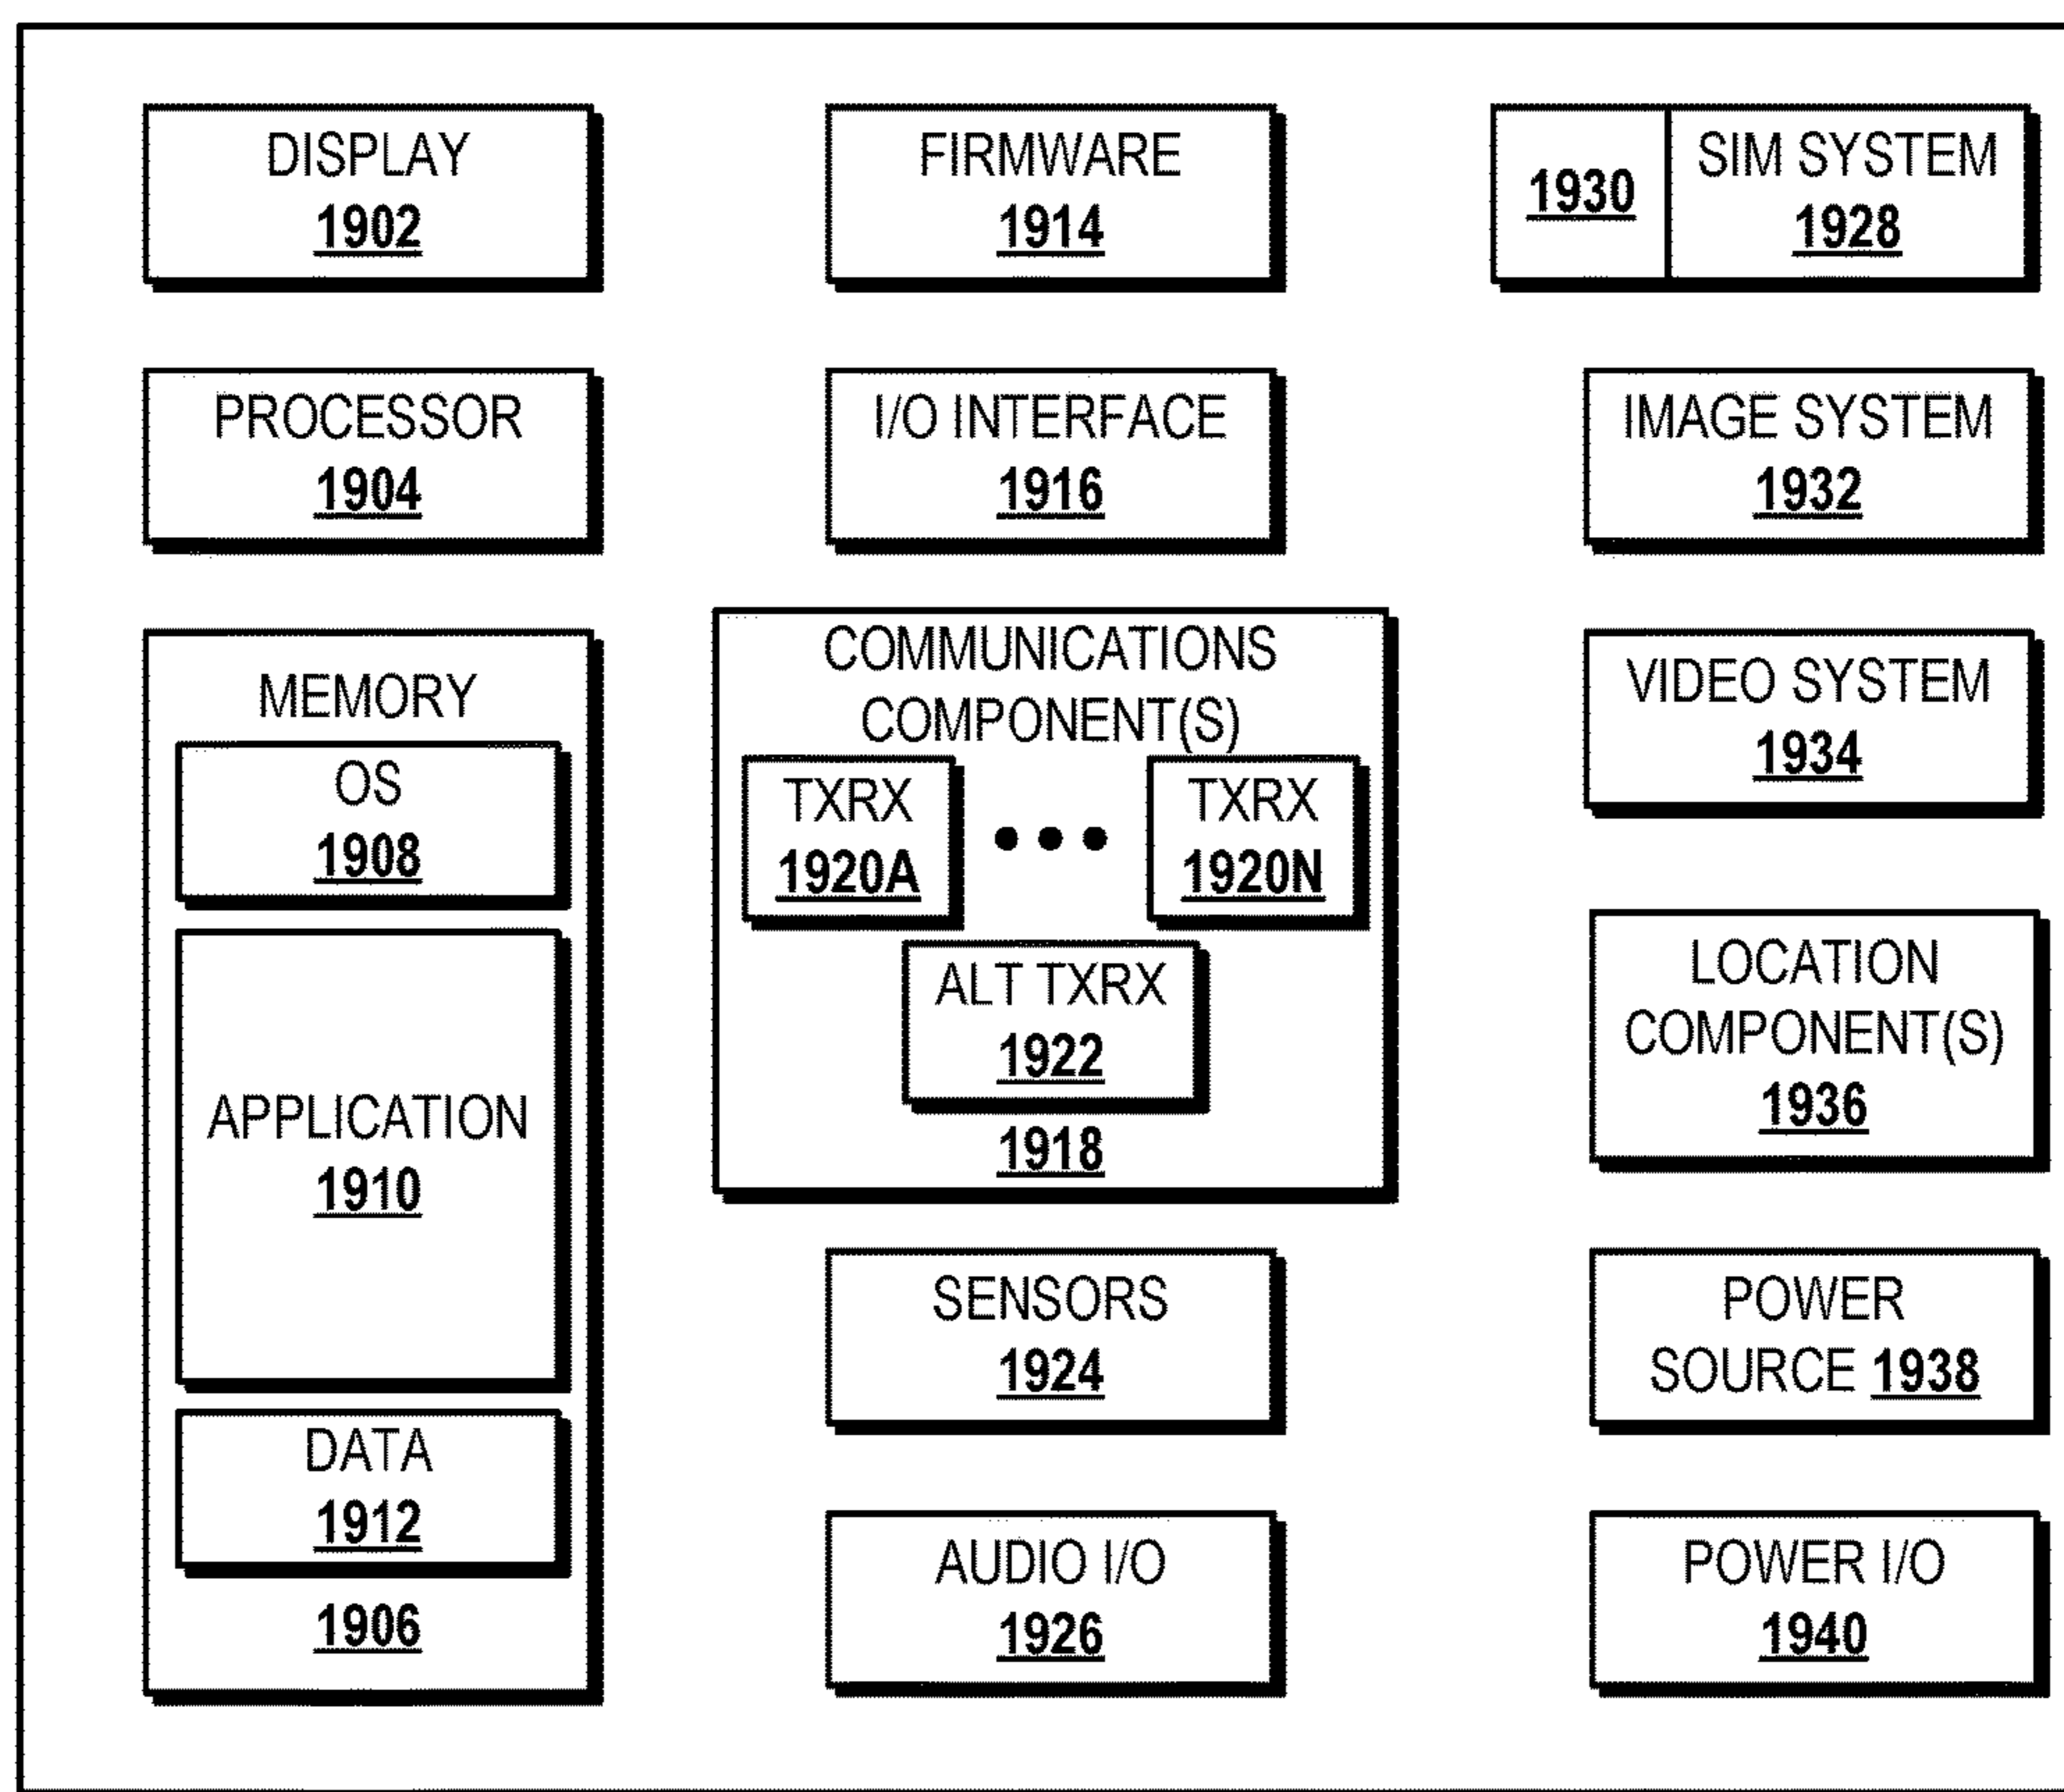 DISPLAY
1902
PROCESSOR
1904
MEMORY
OS
1908
APPLICATION
1910
DATA
1912
1906
FIRMWARE
1914
I/O INTERFACE
1916
COMMUNICATIONS
COMPONENT(S)
TXRX
1920A
TXRX
1920N
ALT TXRX
1922
1918
SENSORS
1924
AUDIO I/O
1926
1930
SIM SYSTEM
1928
IMAGE SYSTEM
1932
VIDEO SYSTEM
1934
LOCATION
COMPONENT(S)
1936
POWER
SOURCE 1938
POWER I/O
1940